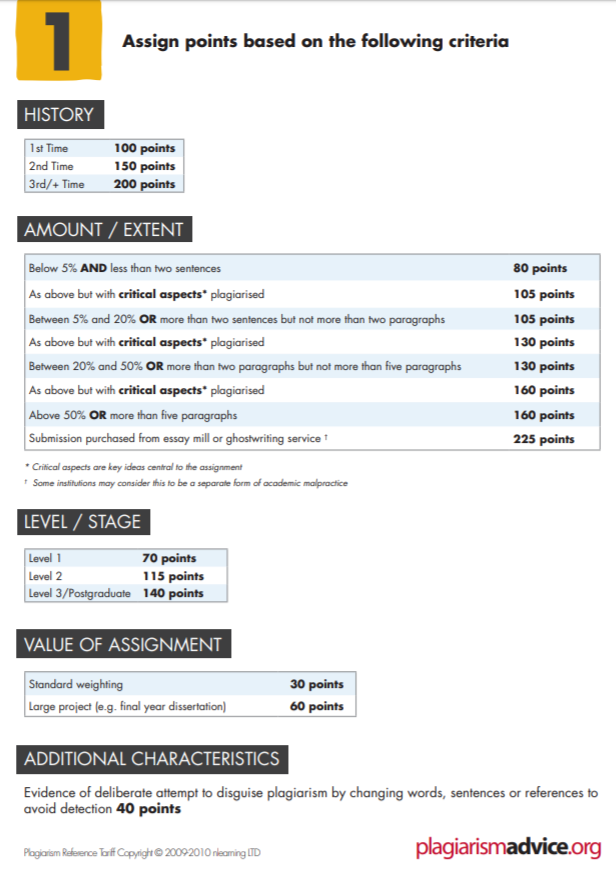 1
Assign points based on the following criteria
HISTORY
1st Time 100 points
2nd Time 150 points
3rd/+ Time 200 points
AMOUNT / EXTENT
Below 5% AND less than two sentences 80 points
As above but with critical aspects* plagiarised 105 points
Between 5% and 20% OR more than two sentences but not more than two paragraphs 105 points
As above but with critical aspects* plagiarised 130 points
Between 20% and 50% OR more than two paragraphs but not more than five paragraphs 130 points
As above but with critical aspects* plagiarised 160 points
Above 50% OR more than five paragraphs 160 points
Submission purchased from essay mill or ghostwriting service † 225 points
* Critical aspects are key ideas central to the assignment
† Some institutions may consider this to be a separate form of academic malpractice
LEVEL / STAGE
Level 1 70 points
Level 2 115 points
Level 3/Postgraduate 140 points
VALUE OF ASSIGNMENT
Standard weighting 30 points
Large project (e.g. final year dissertation) 60 points
ADDITIONAL CHARACTERISTICS
Evidence of deliberate attempt to disguise plagiarism by changing words, sentences or references to
avoid detection 40 points
Plagiarism Reference Tariff Copyright © 2009-2010 nlearning LTD
plagiarismadvice.org